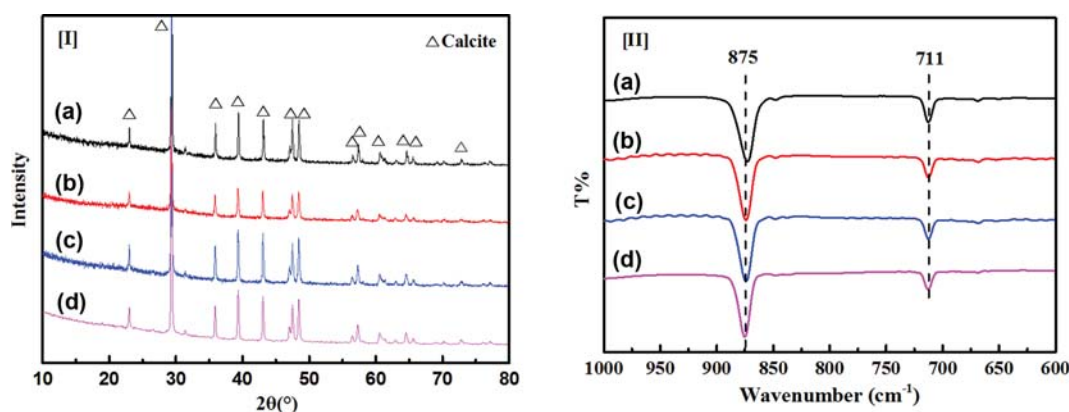 [I]
△ Calcite
(a)
(b)
(c)
(d)
Intensity
10 20 30 40 50 60 70 80
2θ(°)
[II]
875 711
(a)
(b)
(c)
(d)
T%
1000 950 900 850 800 750 700 650 600
Wavenumber (cm⁻¹)